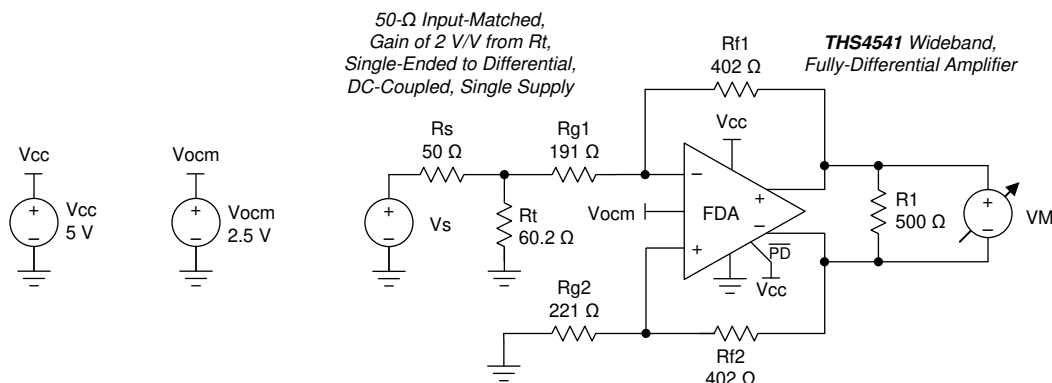 50-Ω Input-Matched,
Gain of 2 V/V from Rt,
Single-Ended to Differential,
DC-Coupled, Single Supply
Rf1
402 Ω
THS4541 Wideband,
Fully-Differential Amplifier
Vcc
Vcc
5 V
Vocm
Vocm
2.5 V
Rs
50 Ω
Rg1
191 Ω
Vcc
Vs
Rt
60.2 Ω
Vocm
FDA
PD
Vcc
R1
500 Ω
VM
Rg2
221 Ω
Rf2
402 Ω